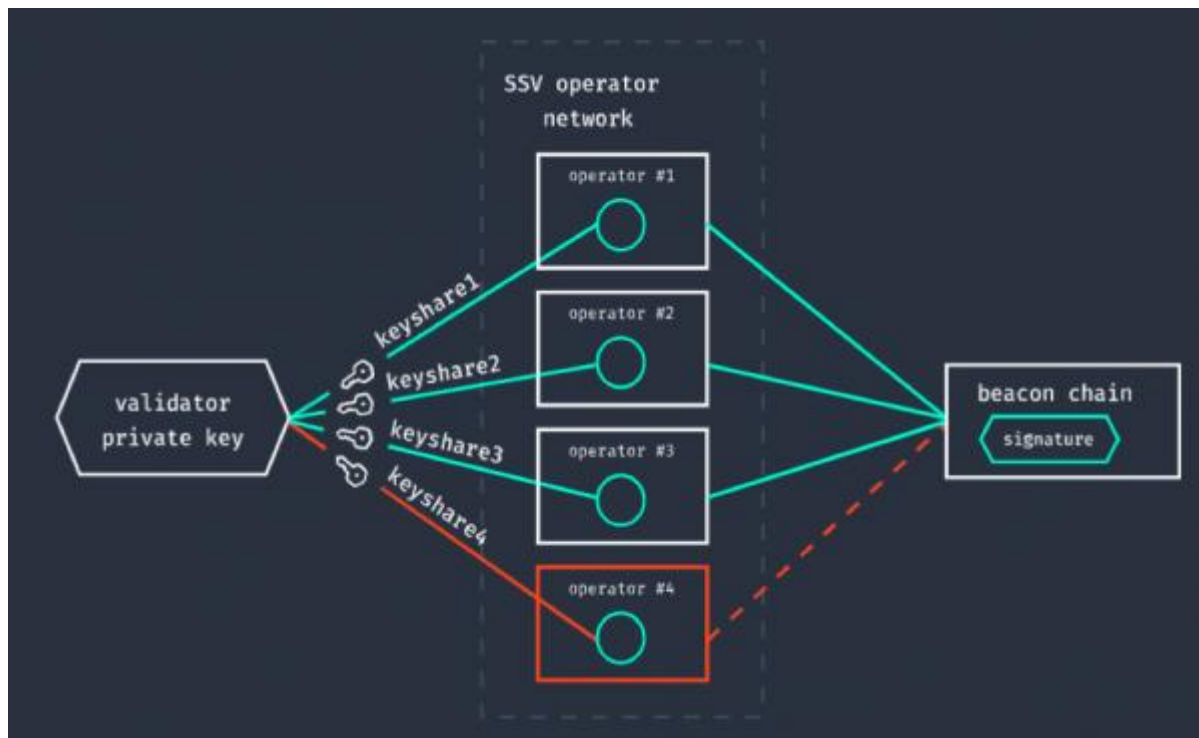 SSV operator
network
operator #1
keyshare1
operator #2
keyshare2
validator
private key
beacon chain
signature
keyshare3
operator #3
keyshare4
operator #4